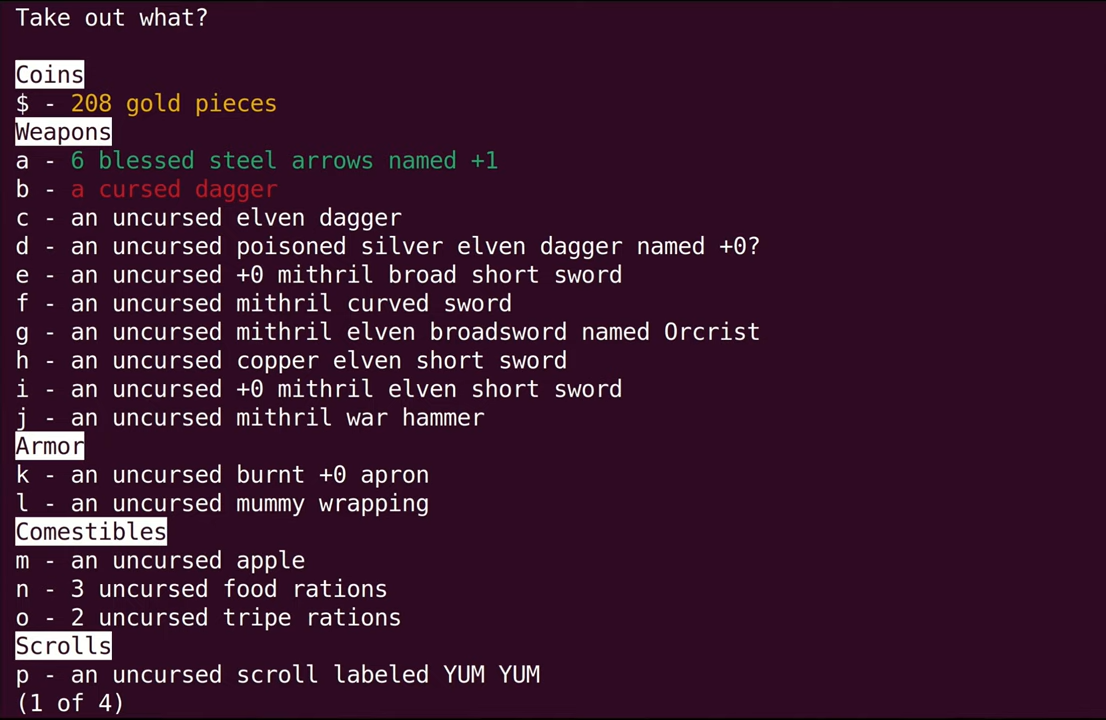 Take out what?
Coins
$ - 208 gold pieces
Weapons
a - 6 blessed steel arrows named +1
b - a cursed dagger
c - an uncursed elven dagger
d - an uncursed poisoned silver elven dagger named +0?
e - an uncursed +0 mithril broad short sword
f - an uncursed mithril curved sword
g - an uncursed mithril elven broadsword named Orcrist
h - an uncursed copper elven short sword
i - an uncursed +0 mithril elven short sword
j - an uncursed mithril war hammer
Armor
k - an uncursed burnt +0 apron
l - an uncursed mummy wrapping
Comestibles
m - an uncursed apple
n - 3 uncursed food rations
o - 2 uncursed tripe rations
Scrolls
p - an uncursed scroll labeled YUM YUM
(1 of 4)